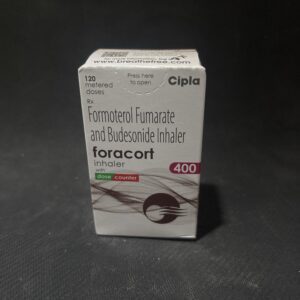 www.breathefree.com
Press here
to open
120
metered
doses
Cipla
Rx
Formoterol Fumarate
and Budesonide Inhaler
foracort
inhaler
400
with
dose counter